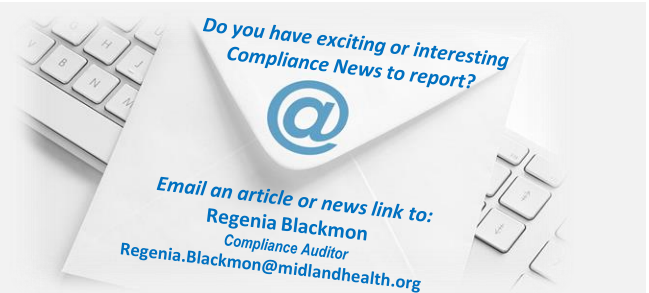 Do you have exciting or interesting
Compliance News to report?
@
Email an article or news link to:
Regenia Blackmon
Compliance Auditor
Regenia.Blackmon@midlandhealth.org